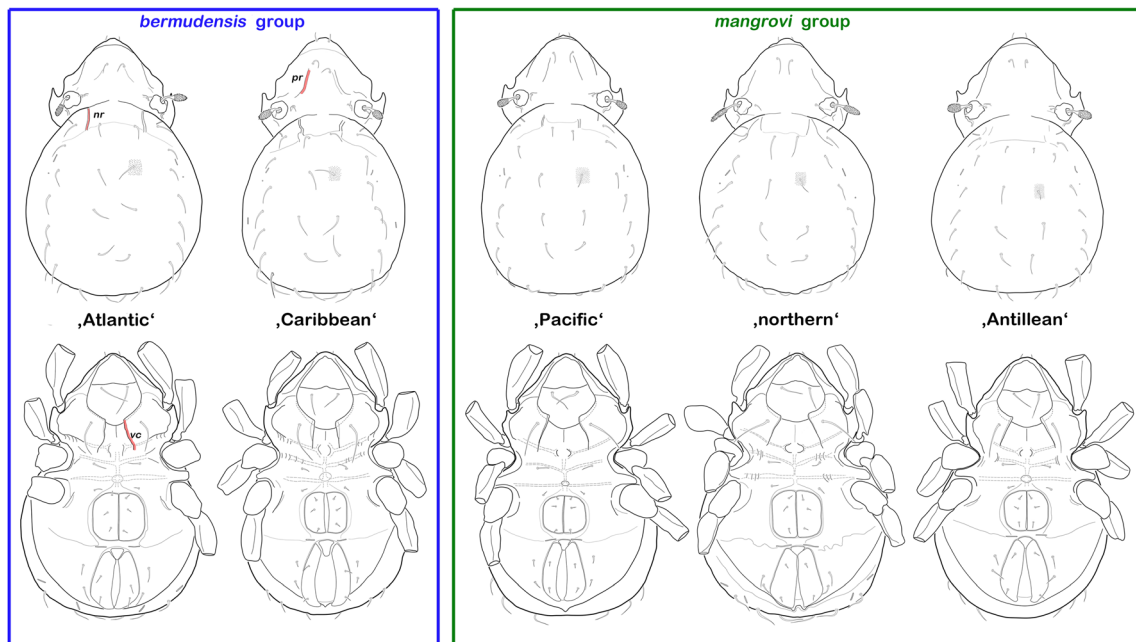 bermudensis group
mangrovi group
nr
pr
‚Atlantic‘
‚Caribbean‘
‚Pacific‘
‚northern‘
‚Antillean‘
vc